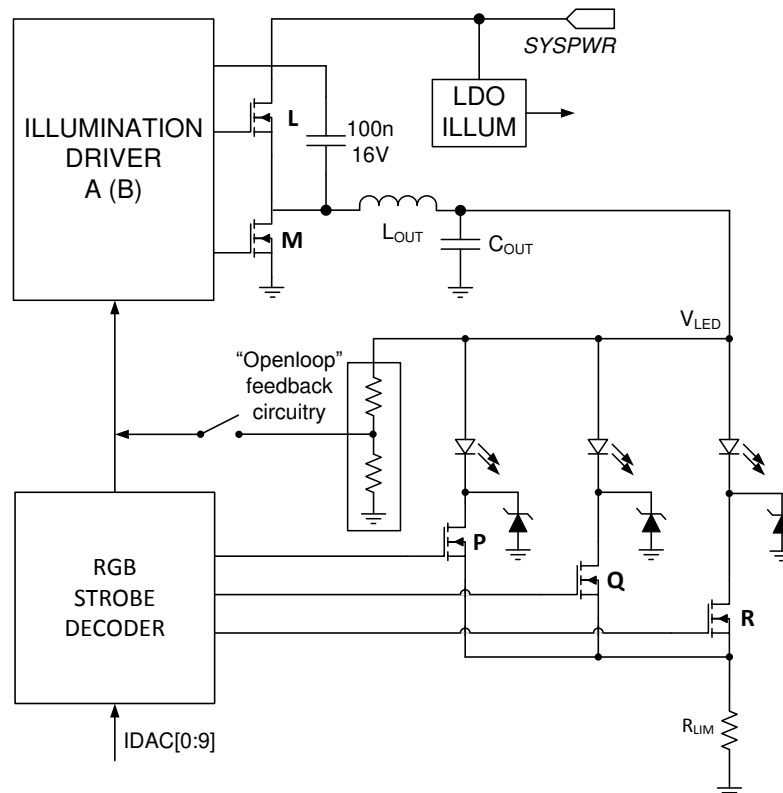 SYSPWR
ILLUMINATION
DRIVER
A (B)
L
100n
16V
LDO
ILLUM
M
LOUT
COUT
VLED
“Openloop”
feedback
circuitry
P
Q
R
RGB
STROBE
DECODER
RLIM
IDAC[0:9]